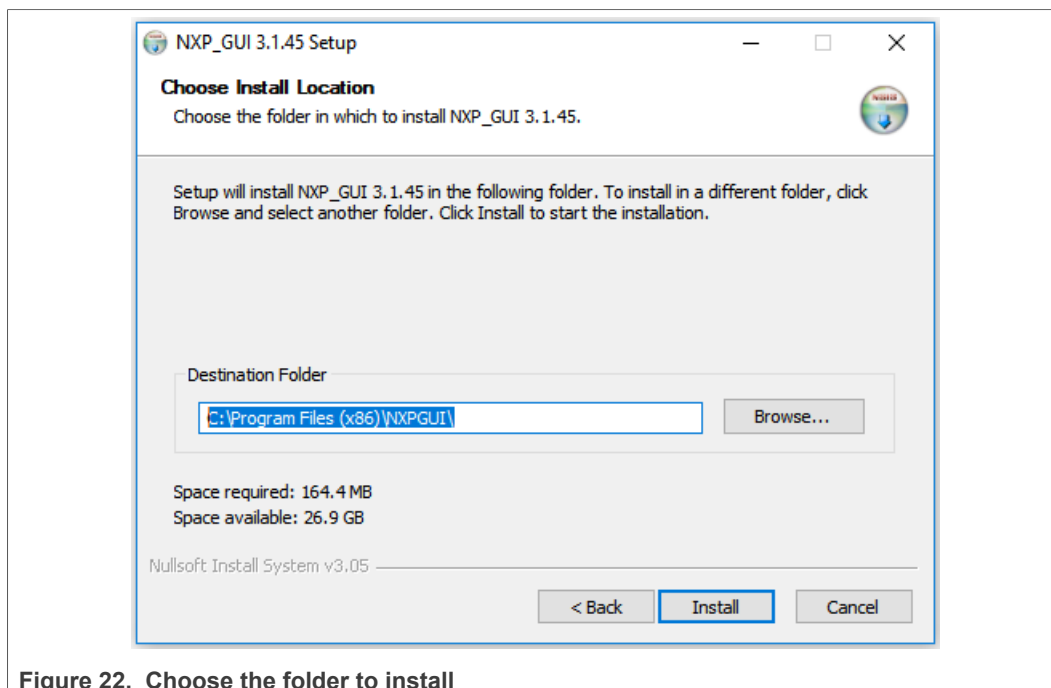 NXP_GUI 3.1.45 Setup
Choose Install Location
Choose the folder in which to install NXP_GUI 3.1.45.
Setup will install NXP_GUI 3.1.45 in the following folder. To install in a different folder, click
Browse and select another folder. Click Install to start the installation.
Destination Folder
C:\Program Files (x86)\NXPGUI\
Browse...
Space required: 164.4 MB
Space available: 26.9 GB
Nullsoft Install System v3.05
< Back
Install
Cancel
Figure 22. Choose the folder to install